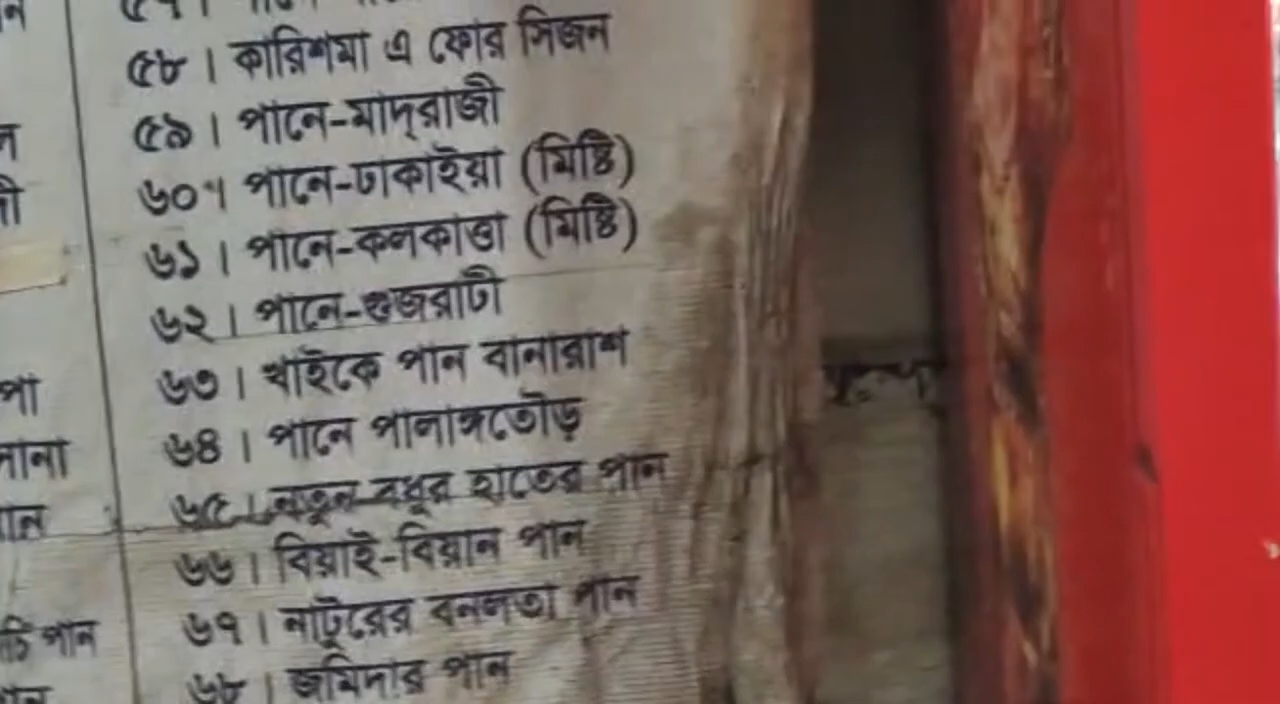 ৫৮। কারিশমা এ ফোর সিজন
৫৯। পানে-মাদ্রাজী
৬০। পানে-ঢাকাইয়া (মিষ্টি)
৬১। পানে-কলকাত্তা (মিষ্টি)
৬২। পানে-গুজরাটী
৬৩। খাইকে পান বানারাশ
৬৪। পানে পালাঙ্গতৌড়
৬৫। নতুন বধূর হাতের পান
৬৬। বিয়াই-বিয়ান পান
৬৭। নাটুরের বনলতা পান
পান
৬৮। জমিদার পান